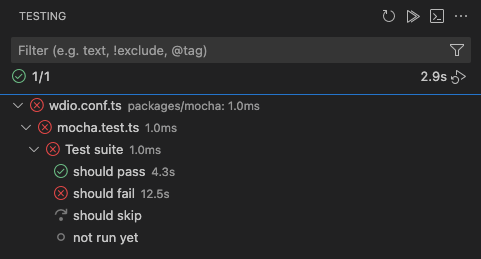 TESTING
Filter (e.g. text, !exclude, @tag)
1/1 2.9s
wdio.conf.ts packages/mocha: 1.0ms
mocha.test.ts 1.0ms
Test suite 1.0ms
should pass 4.3s
should fail 12.5s
should skip
not run yet